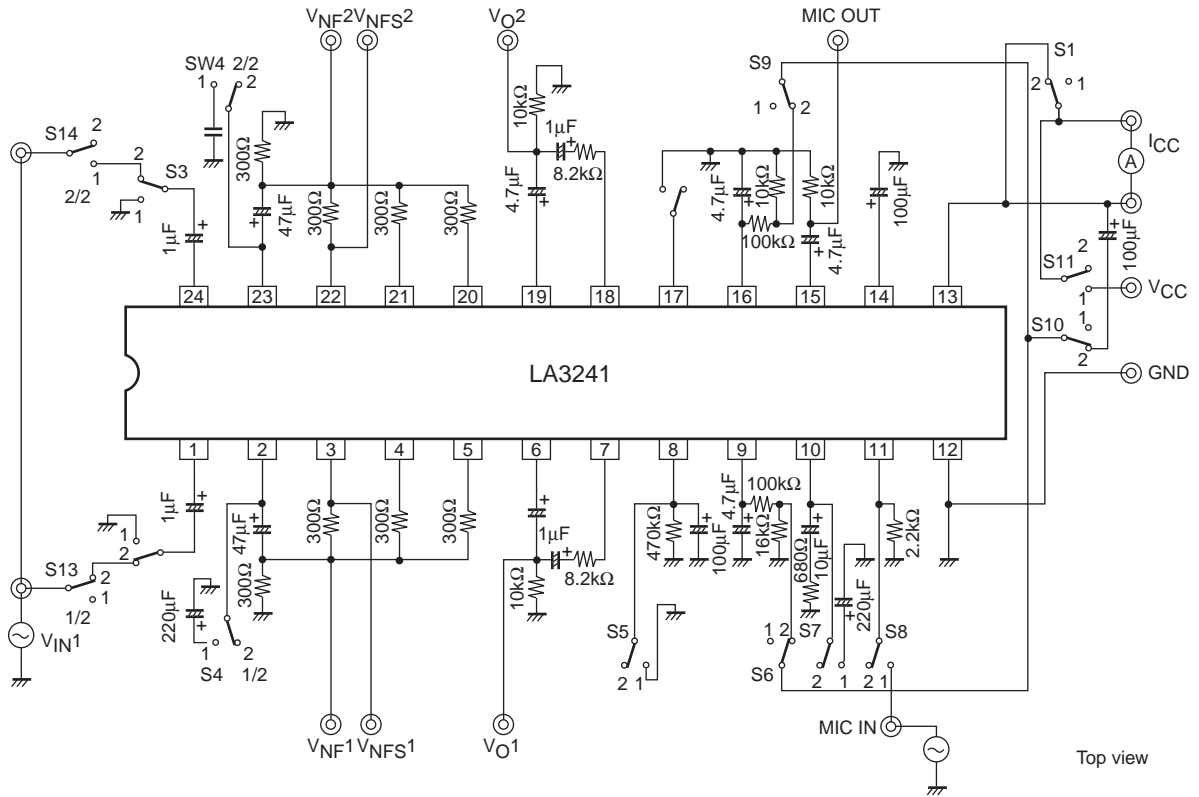 VNF2 VNFS2
VO2
MIC OUT
SW4 2/2
1 2
S9
1 2
S1
2 1
S14
2
1
2/2
2
S3
1
1μF +
300Ω
+ 47μF
300Ω
300Ω
300Ω
10kΩ
1μF
+
8.2kΩ
4.7μF
+
4.7μF
+
10kΩ
100kΩ
10kΩ
+ 4.7μF
100μF
+
ICC
A
+
100μF
S11
2
1
VCC
S10
1
2
GND
24 23 22 21 20 19 18 17 16 15 14 13
LA3241
1 2 3 4 5 6 7 8 9 10 11 12
1μF +
1
2
S13
2
1
1/2
VIN1
220μF
+
47μF +
300Ω
1 2
S4 1/2
300Ω
300Ω
300Ω
+
1μF
+
8.2kΩ
10kΩ
470kΩ
+
100μF
4.7μF
+
100kΩ
16kΩ
+
680Ω
10μF
+
220μF
2.2kΩ
S5
2 1
1 2
S6
S7
2 1
S8
2 1
VNF1 VNFS1
VO1
MIC IN
Top view